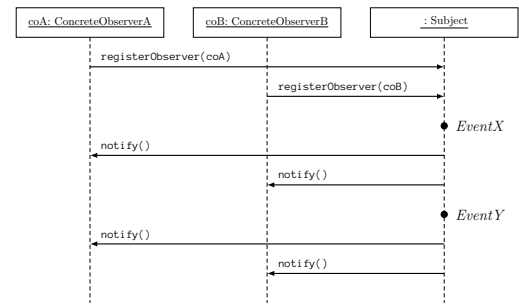 coA: ConcreteObserverA
coB: ConcreteObserverB
: Subject
registerObserver(coA)
registerObserver(coB)
EventX
notify()
notify()
EventY
notify()
notify()